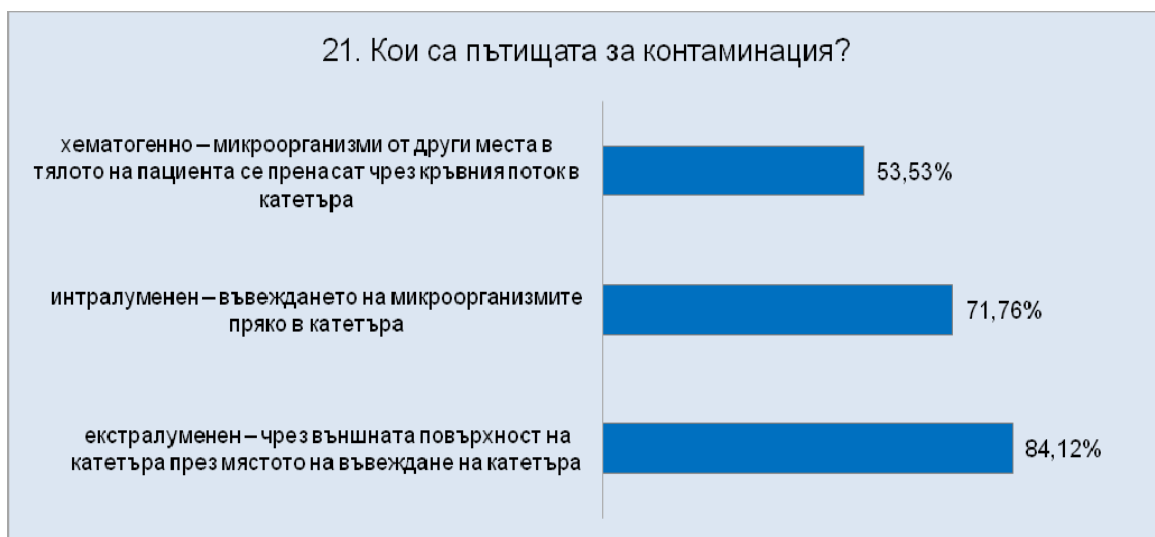 21. Кои са пътищата за контаминация?
хематогенно – микроорганизми от други места в
тялото на пациента се пренасат чрез кръвния поток в
катетъра
53,53%
интралуменен – въвеждането на микроорганизмите
пряко в катетъра
71,76%
екстралуменен – чрез външната повърхност на
катетъра през мястото на въвеждане на катетъра
84,12%